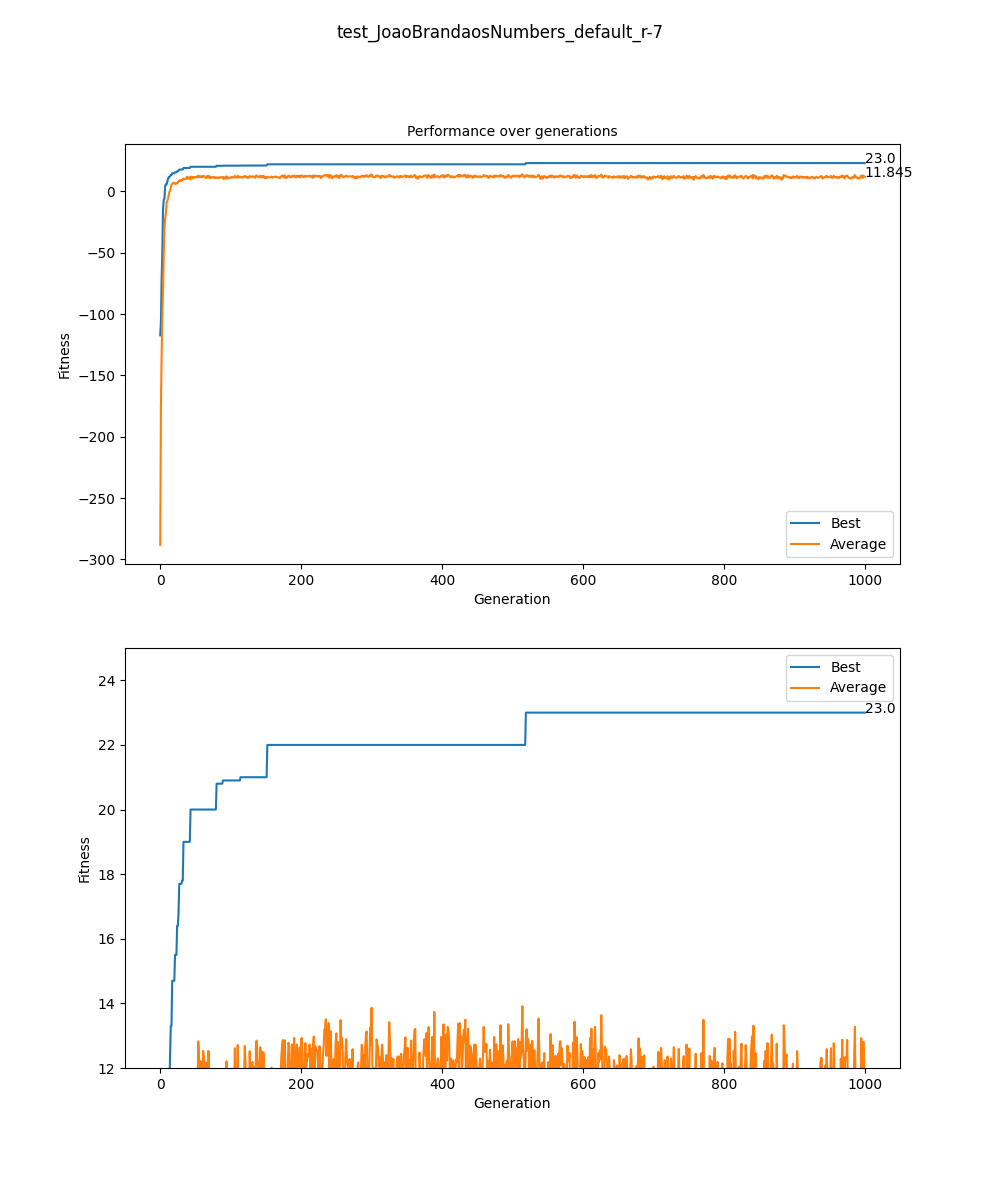 test_JoaoBrandaosNumbers_default_r-7
Performance over generations
23.0
11.845
0
−50
−100
−150
−200
−250
−300
Fitness
Best
Average
0 200 400 600 800 1000
Generation
Best
Average
23.0
24
22
20
18
16
14
12
Fitness
0 200 400 600 800 1000
Generation